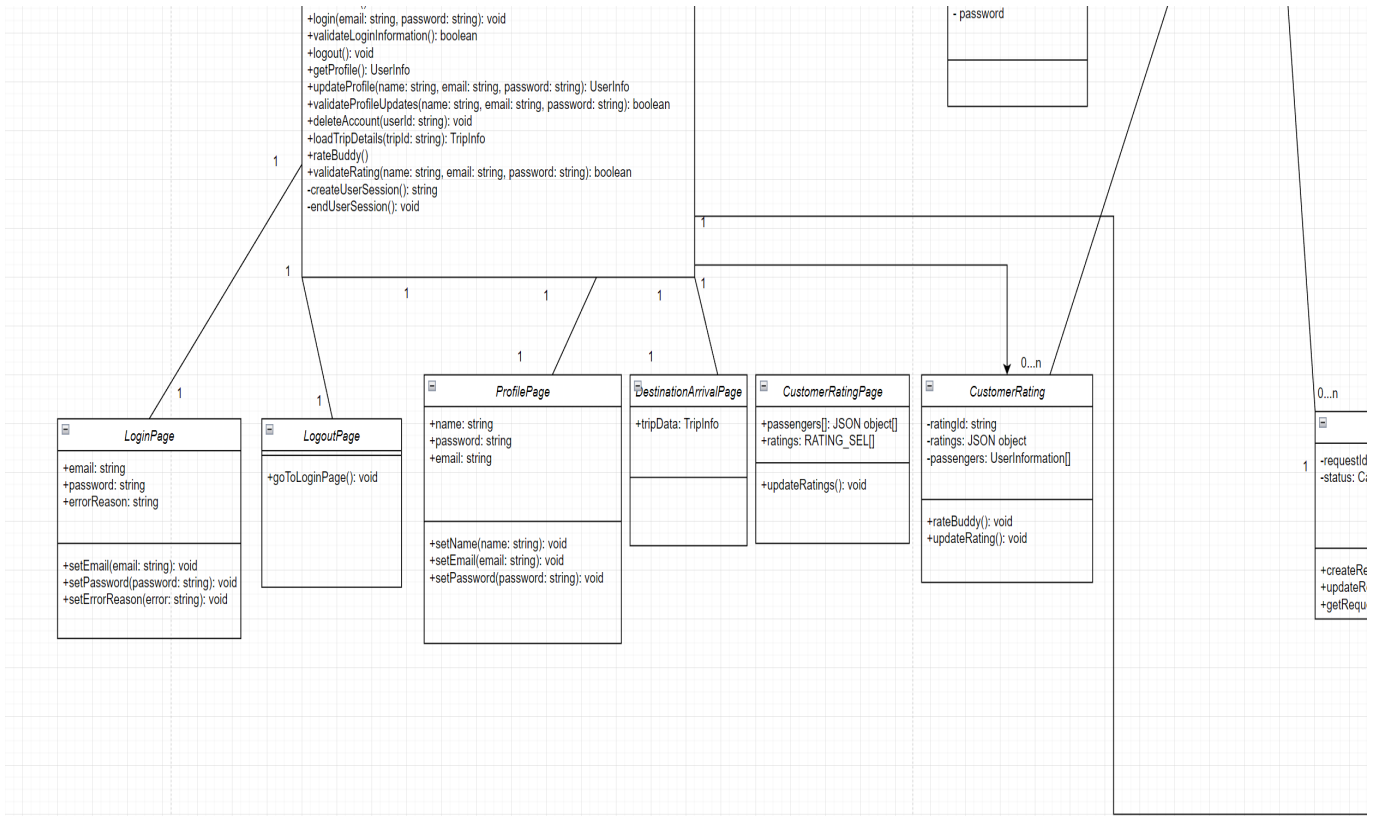 +login(email: string, password: string): void
+validateLoginInformation(): boolean
+logout(): void
+getProfile(): UserInfo
+updateProfile(name: string, email: string, password: string): UserInfo
+validateProfileUpdates(name: string, email: string, password: string): boolean
+deleteAccount(userId: string): void
+loadTripDetails(tripId: string): TripInfo
+rateBuddy()
+validateRating(name: string, email: string, password: string): boolean
-createUserSession(): string
-endUserSession(): void
- password
1
1
1
1
1
1
1
1
1
1
1
0...n
0...n
1
LoginPage
+email: string
+password: string
+errorReason: string
+setEmail(email: string): void
+setPassword(password: string): void
+setErrorReason(error: string): void
LogoutPage
+goToLoginPage(): void
ProfilePage
+name: string
+password: string
+email: string
+setName(name: string): void
+setEmail(email: string): void
+setPassword(password: string): void
DestinationArrivalPage
+tripData: TripInfo
CustomerRatingPage
+passengers[]: JSON object[]
+ratings: RATING_SEL[]
+updateRatings(): void
CustomerRating
-ratingId: string
-ratings: JSON object
-passengers: UserInformation[]
+rateBuddy(): void
+updateRating(): void
-requestId
-status: